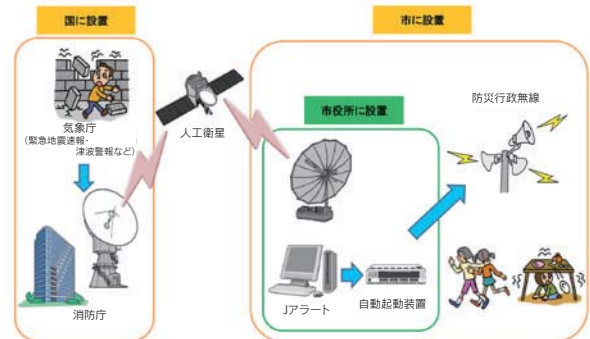 国に設置
市に設置
気象庁
(緊急地震速報・
津波警報など)
消防庁
人工衛星
市役所に設置
Jアラート
自動起動装置
防災行政無線